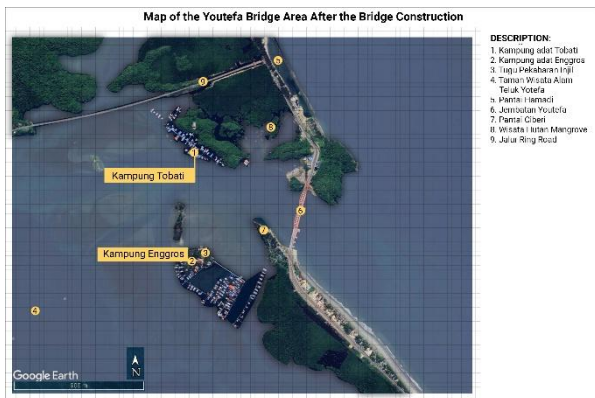 Map of the Youtefa Bridge Area After the Bridge Construction
DESCRIPTION:
1. Kampung adat Tobati
2. Kampung adat Enggros
3. Tugu Pekabaran Injil
4. Taman Wisata Alam
Teluk Yotefa
5. Pantai Hamadi
6. Jembatan Youtefa
7. Pantai Ciberi
8. Wisata Hutan Mangrove
9. Jalur Ring Road
5
9
8
1
Kampung Tobati
6
7
Kampung Enggros
3
2
4
Google Earth
N